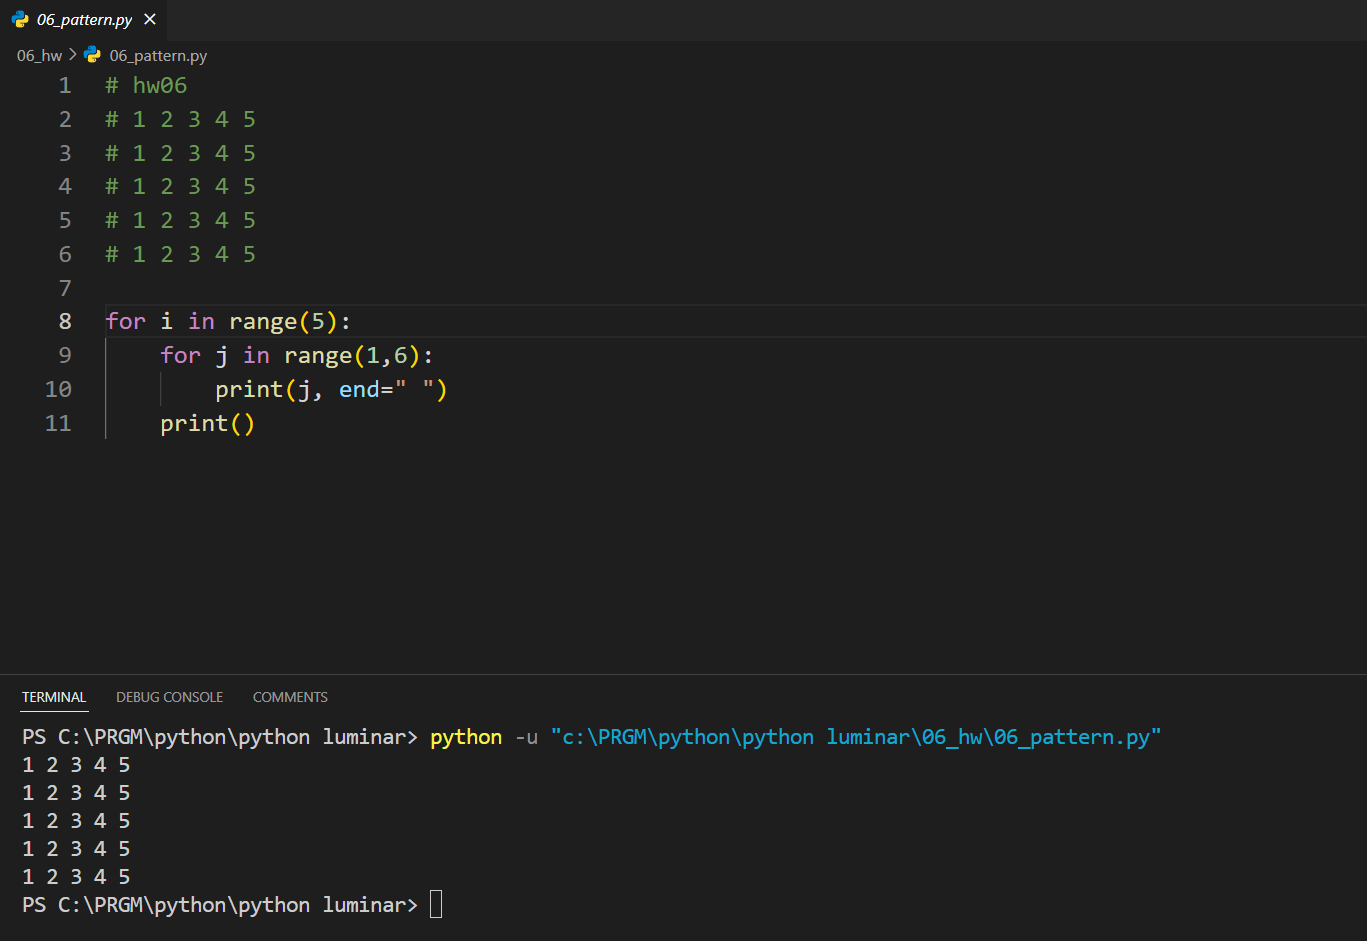 06_pattern.py ×
06_hw > 06_pattern.py
1 # hw06
2 # 1 2 3 4 5
3 # 1 2 3 4 5
4 # 1 2 3 4 5
5 # 1 2 3 4 5
6 # 1 2 3 4 5
7
8 for i in range(5):
9     for j in range(1,6):
10         print(j, end=" ")
11     print()
TERMINAL DEBUG CONSOLE COMMENTS
PS C:\PRGM\python\python luminar> python -u "c:\PRGM\python\python luminar\06_hw\06_pattern.py"
1 2 3 4 5
1 2 3 4 5
1 2 3 4 5
1 2 3 4 5
1 2 3 4 5
PS C:\PRGM\python\python luminar>